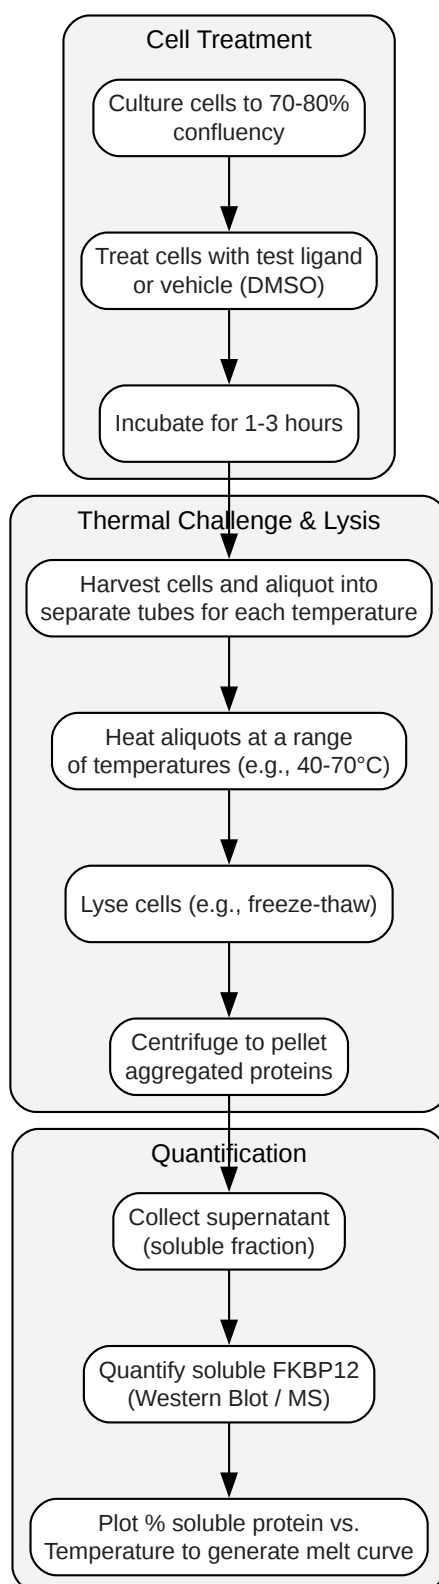 Cell Treatment
Culture cells to 70-80%
confluency
Treat cells with test ligand
or vehicle (DMSO)
Incubate for 1-3 hours
Thermal Challenge & Lysis
Harvest cells and aliquot into
separate tubes for each temperature
Heat aliquots at a range
of temperatures (e.g., 40-70°C)
Lyse cells (e.g., freeze-thaw)
Centrifuge to pellet
aggregated proteins
Quantification
Collect supernatant
(soluble fraction)
Quantify soluble FKBP12
(Western Blot / MS)
Plot % soluble protein vs.
Temperature to generate melt curve